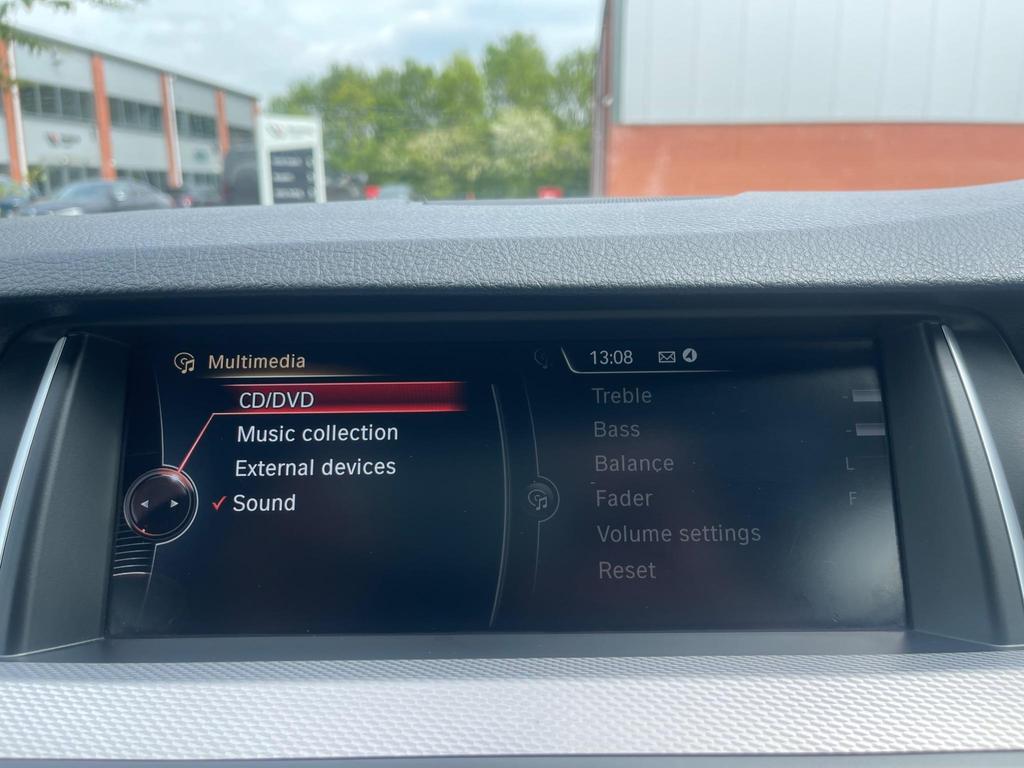 Multimedia
CD/DVD
Music collection
External devices
Sound
13:08
Treble
Bass
Balance
L
Fader
F
Volume settings
Reset